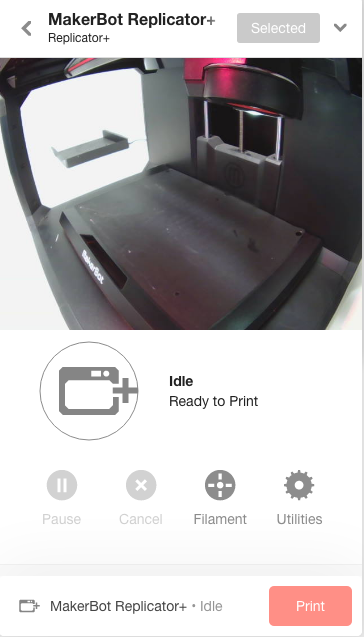 MakerBot Replicator+
Replicator+
Selected
MakerBot
Idle
Ready to Print
Pause
Cancel
Filament
Utilities
MakerBot Replicator+ • Idle
Print